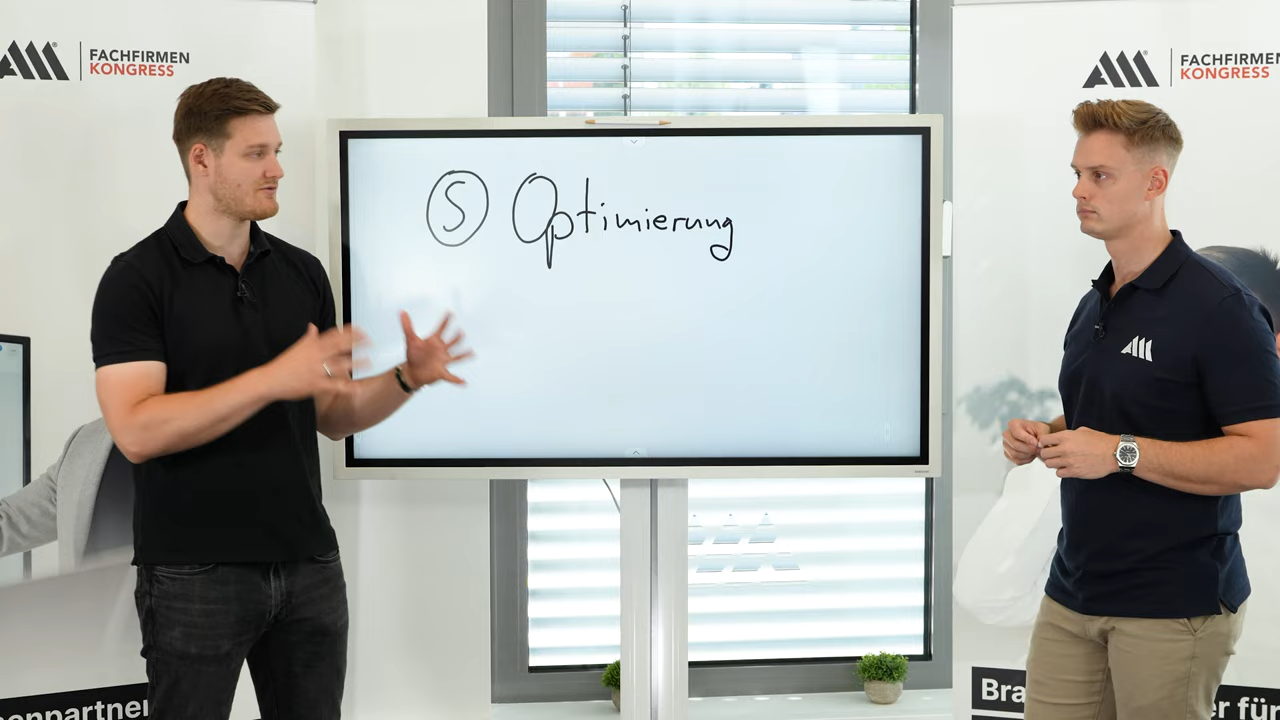 FACHFIRMEN
KONGRESS
FACHFIRMEN
KONGRESS
Ⓢ Optimierung